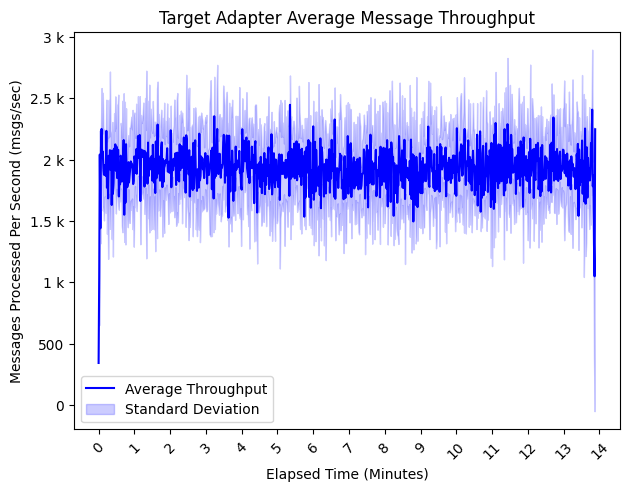 Target Adapter Average Message Throughput
Messages Processed Per Second (msgs/sec)
3 k
2.5 k
2 k
1.5 k
1 k
500
0
Average Throughput
Standard Deviation
0 1 2 3 4 5 6 7 8 9 10 11 12 13 14
Elapsed Time (Minutes)